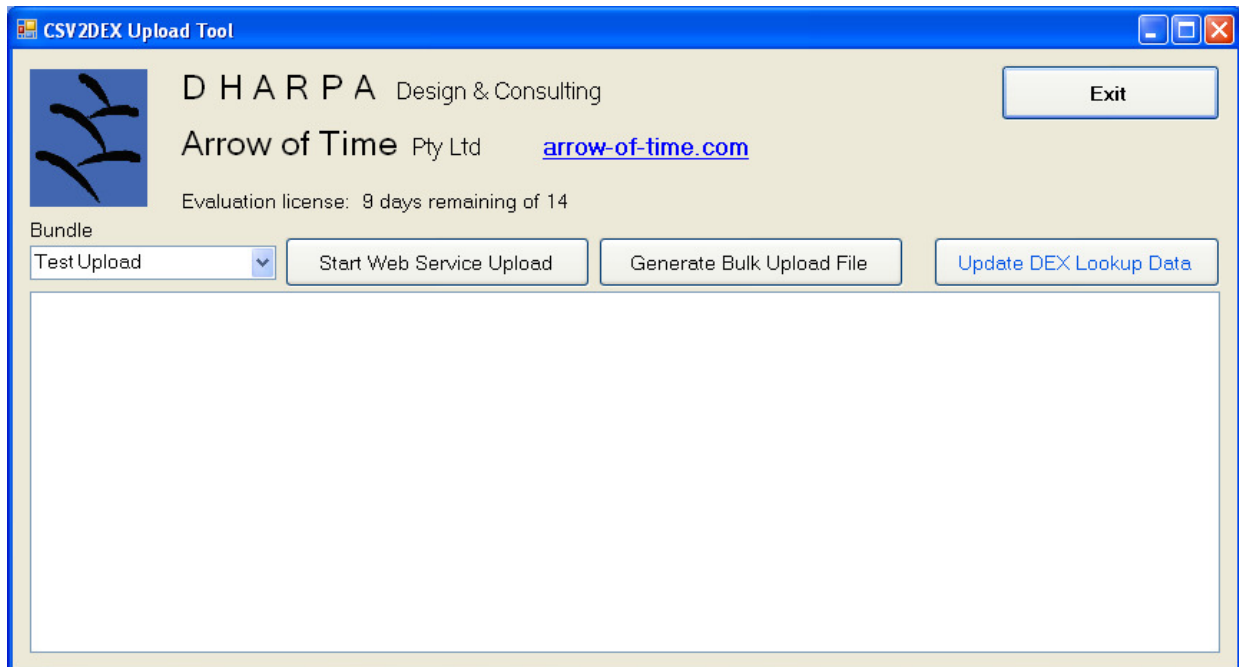 CSV2DEX Upload Tool
D H A R P A Design & Consulting
Exit
Arrow of Time Pty Ltd arrow-of-time.com
Evaluation license: 9 days remaining of 14
Bundle
Test Upload Start Web Service Upload Generate Bulk Upload File Update DEX Lookup Data